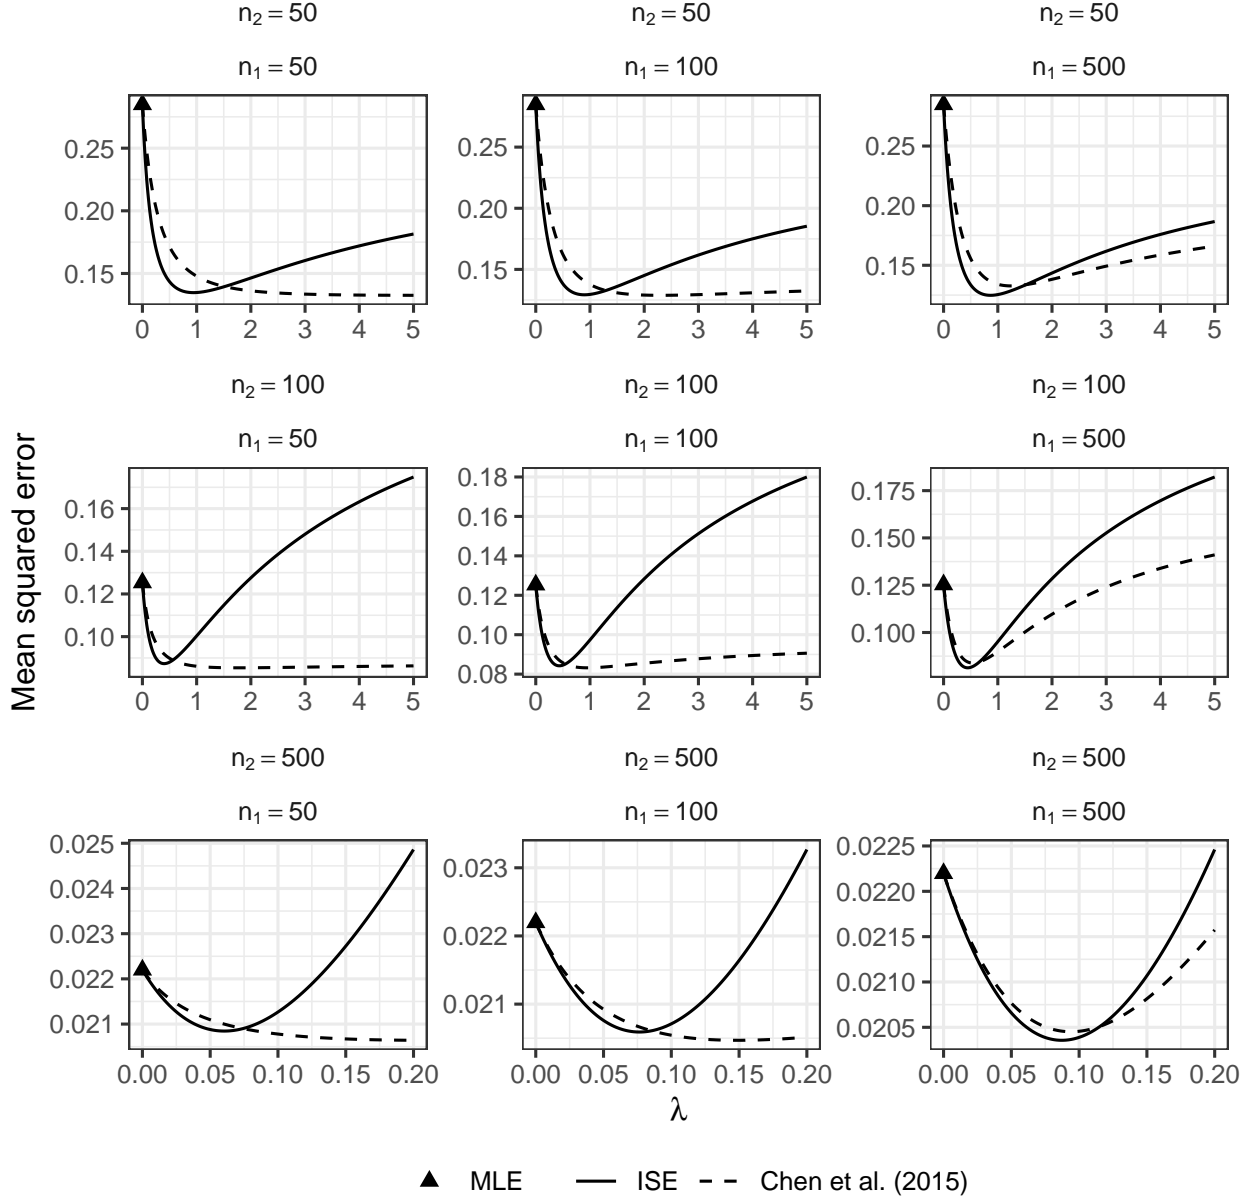 n₂ = 50
n₂ = 50
n₂ = 50
n₁ = 50
n₁ = 100
n₁ = 500
0.25
0.20
0.15
0 1 2 3 4 5
0.25
0.20
0.15
0 1 2 3 4 5
0.25
0.20
0.15
0 1 2 3 4 5
Mean squared error
n₂ = 100
n₂ = 100
n₂ = 100
n₁ = 50
n₁ = 100
n₁ = 500
0.16
0.14
0.12
0.10
0 1 2 3 4 5
0.18
0.16
0.14
0.12
0.10
0.08
0 1 2 3 4 5
0.175
0.150
0.125
0.100
0 1 2 3 4 5
n₂ = 500
n₂ = 500
n₂ = 500
n₁ = 50
n₁ = 100
n₁ = 500
0.025
0.024
0.023
0.022
0.021
0.00 0.05 0.10 0.15 0.20
0.023
0.022
0.021
0.00 0.05 0.10 0.15 0.20
0.0225
0.0220
0.0215
0.0210
0.0205
0.00 0.05 0.10 0.15 0.20
λ
MLE ISE Chen et al. (2015)